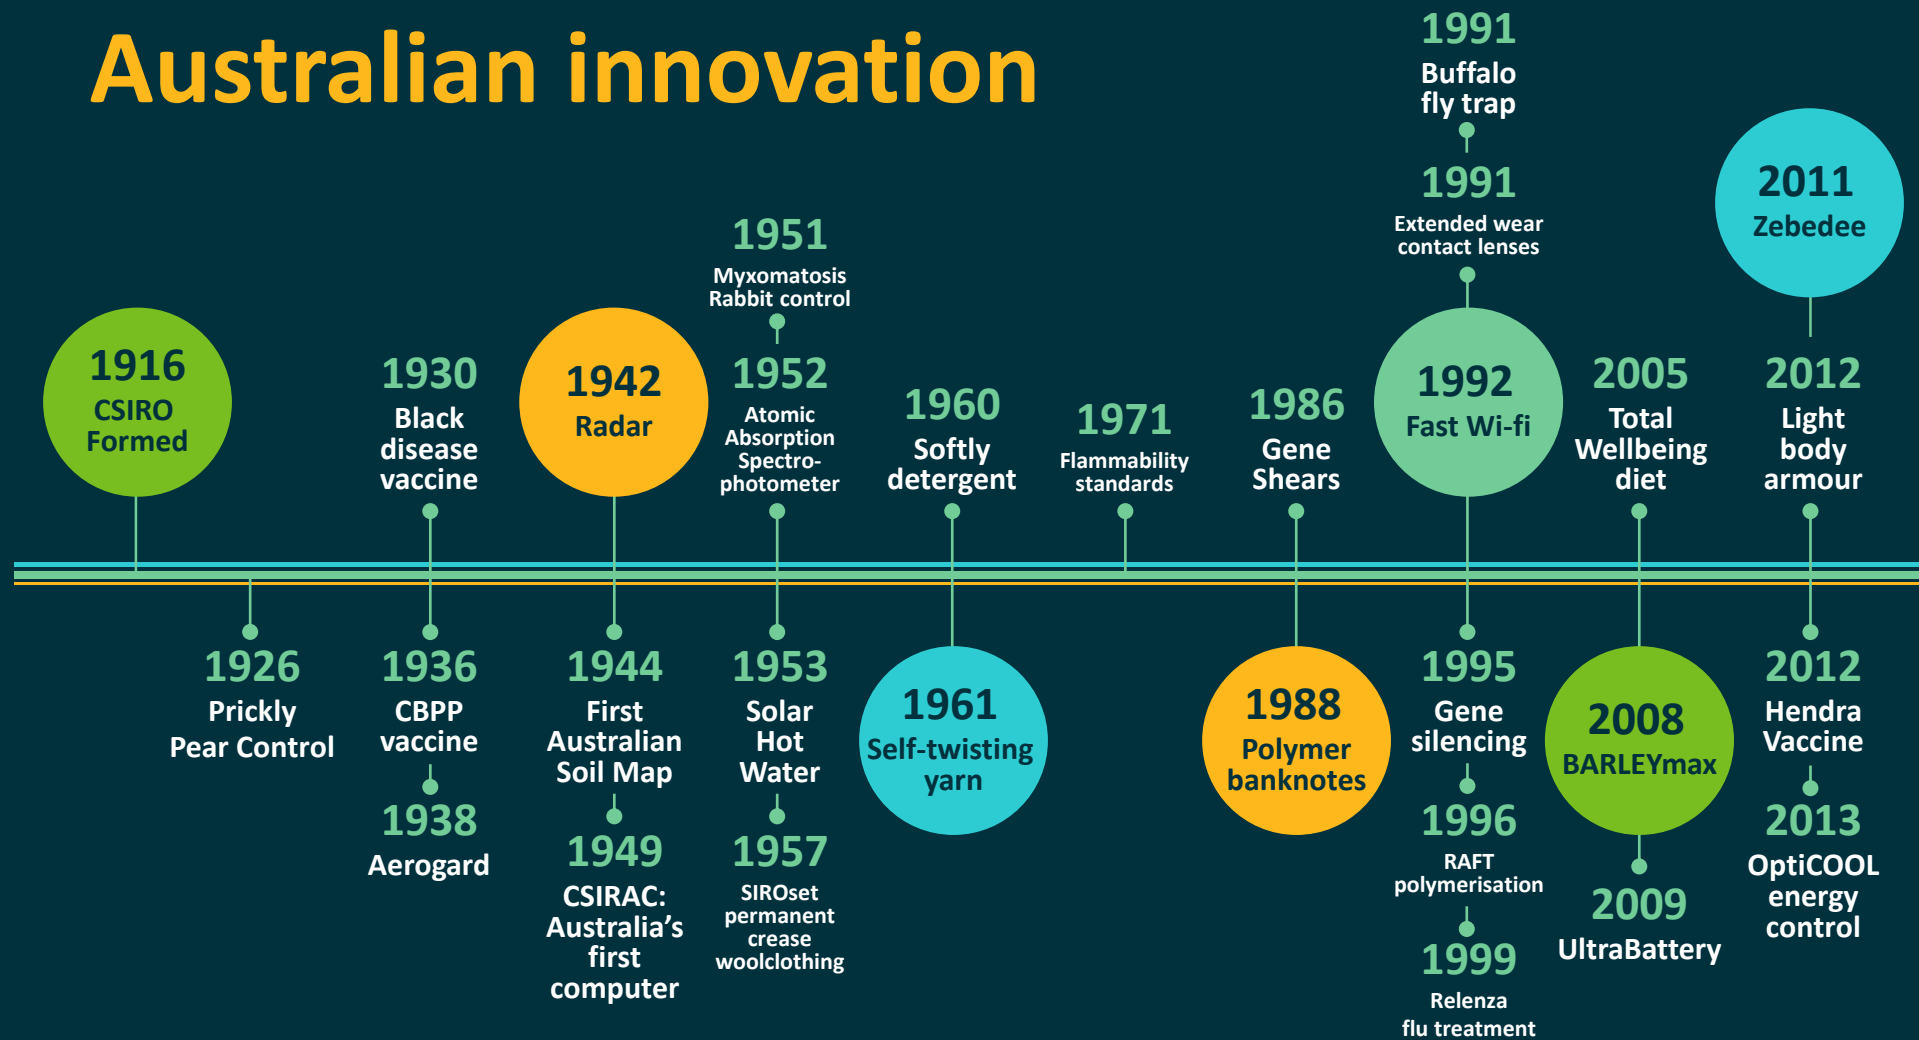 Australian innovation
1916
CSIRO
Formed
1926
Prickly
Pear Control
1930
Black
disease
vaccine
1936
CBPP
vaccine
1938
Aerogard
1942
Radar
1944
First
Australian
Soil Map
1949
CSIRAC:
Australia’s
first
computer
1951
Myxomatosis
Rabbit control
1952
Atomic
Absorption
Spectro-
photometer
1953
Solar
Hot
Water
1957
SIROset
permanent
crease
woolclothing
1960
Softly
detergent
1961
Self-twisting
yarn
1971
Flammability
standards
1986
Gene
Shears
1988
Polymer
banknotes
1991
Buffalo
fly trap
1991
Extended wear
contact lenses
1992
Fast Wi-fi
1995
Gene
silencing
1996
RAFT
polymerisation
1999
Relenza
flu treatment
2005
Total
Wellbeing
diet
2008
BARLEYmax
2009
UltraBattery
2011
Zebedee
2012
Light
body
armour
2012
Hendra
Vaccine
2013
OptiCOOL
energy
control